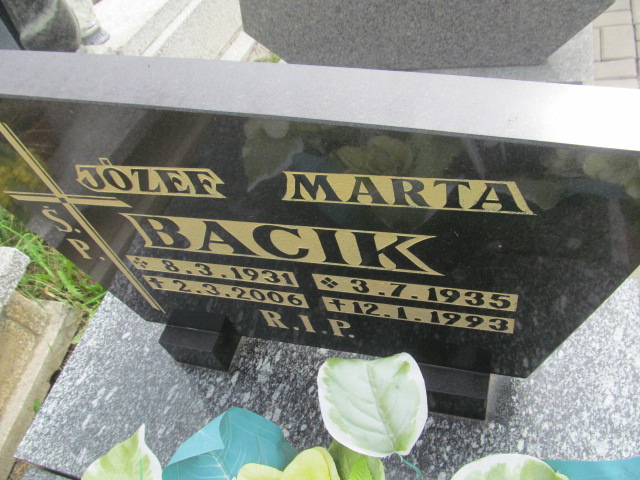 JÓZEF MARTA
Ś.P.
BACIK
* 8.3.1931 * 3.7.1935
† 2.3.2006 † 12.1.1993
R.I.P.